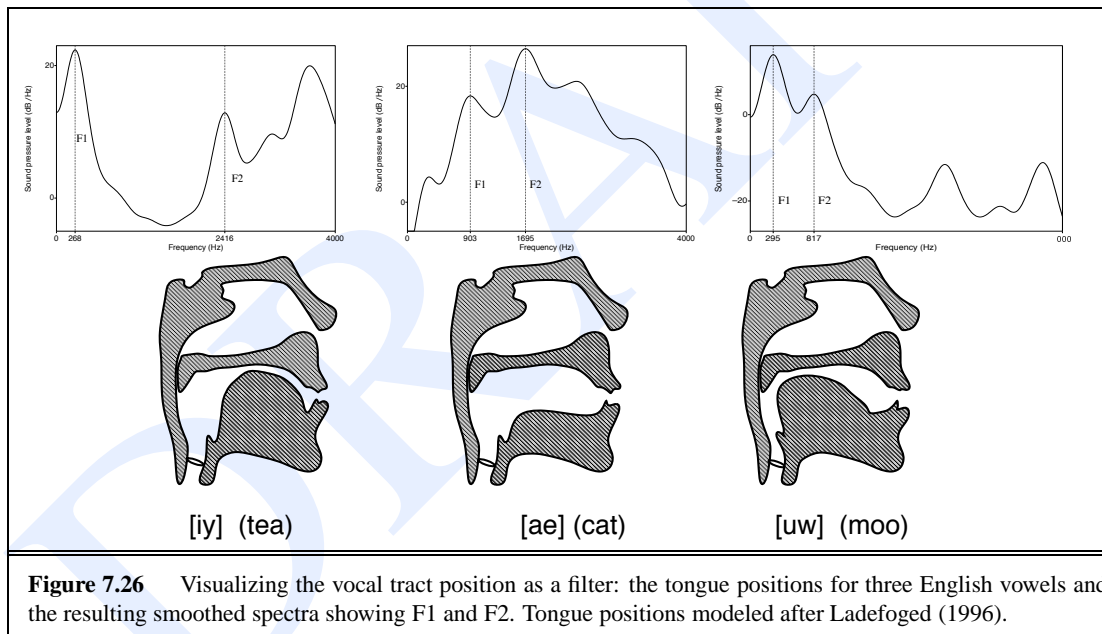 Sound pressure level (dB/Hz)
20
0
F1
F2
0 268 2416 4000
Frequency (Hz)
Sound pressure level (dB/Hz)
20
0
F1
F2
0 903 1695 4000
Frequency (Hz)
Sound pressure level (dB/Hz)
0
−20
F1
F2
0 295 817 000
Frequency (Hz)
[iy] (tea)
[ae] (cat)
[uw] (moo)
Figure 7.26 Visualizing the vocal tract position as a filter: the tongue positions for three English vowels and
the resulting smoothed spectra showing F1 and F2. Tongue positions modeled after Ladefoged (1996).
DRAFT